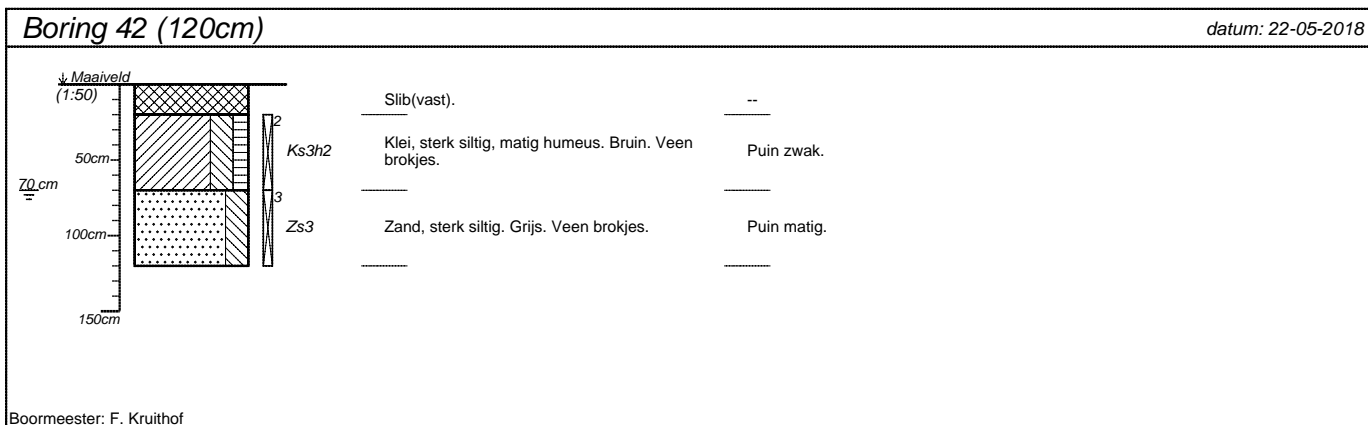 Boring 42 (120cm)
datum: 22-05-2018
Maaiveld
(1:50)
Slib(vast).
--
2
Ks3h2
Klei, sterk siltig, matig humeus. Bruin. Veen
brokjes.
Puin zwak.
50cm
70 cm
3
Zs3
Zand, sterk siltig. Grijs. Veen brokjes.
Puin matig.
100cm
150cm
Boormeester: F. Kruithof